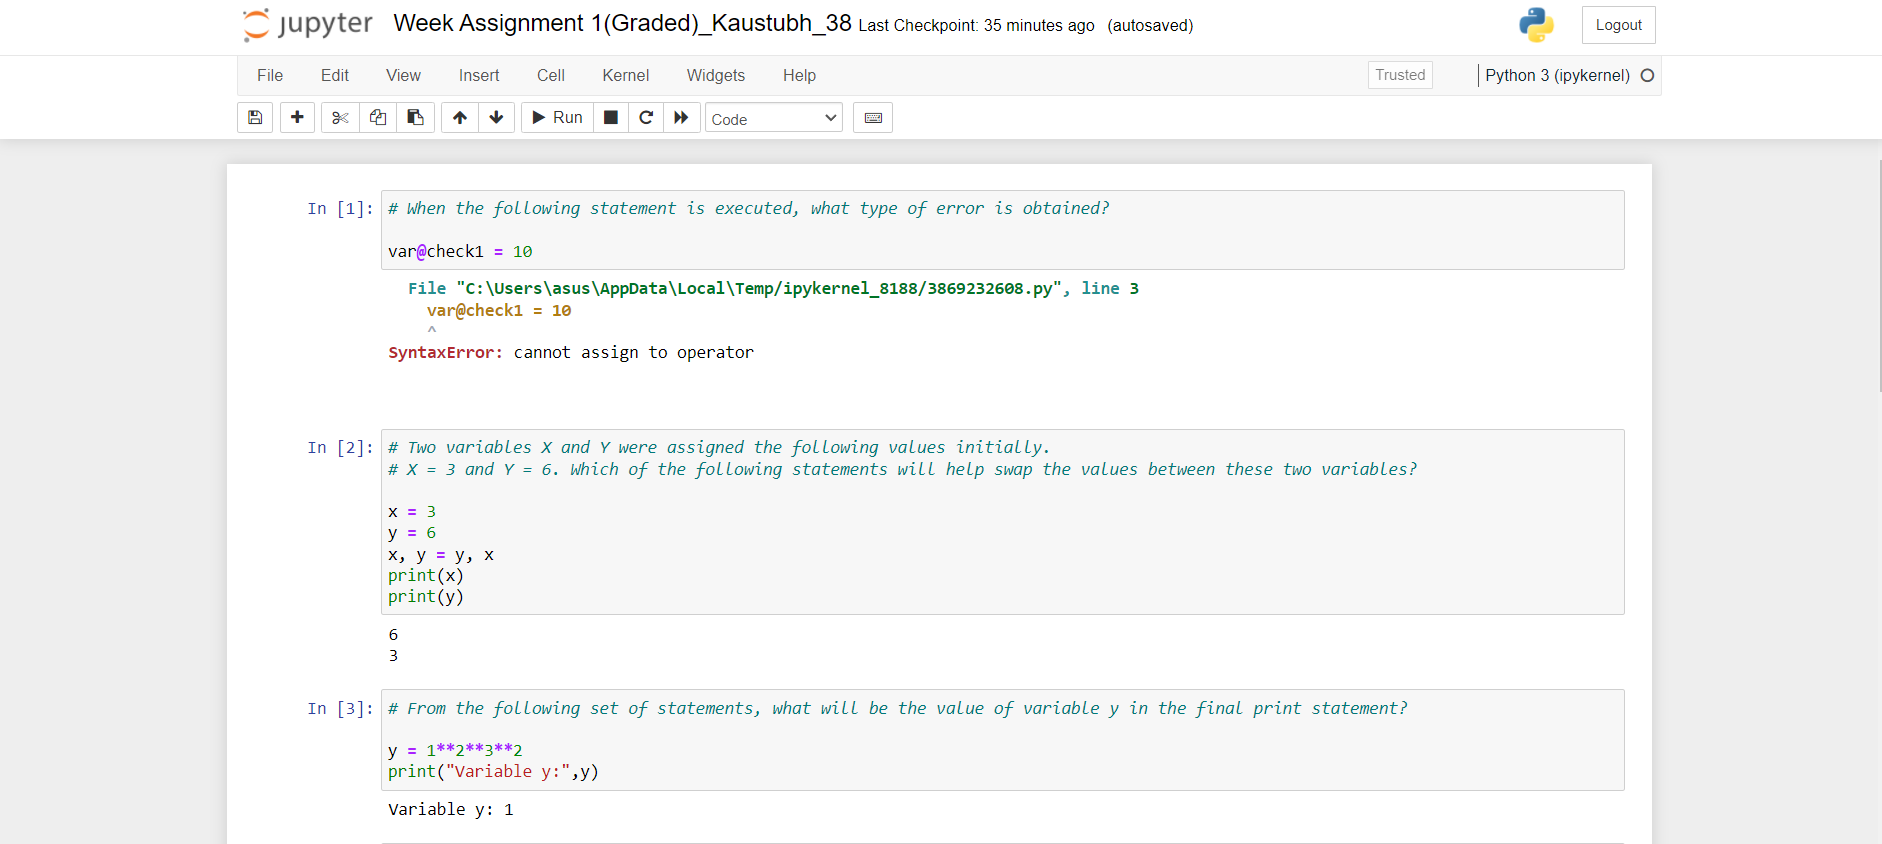 jupyter Week Assignment 1(Graded)_Kaustubh_38 Last Checkpoint: 35 minutes ago (autosaved) Logout
File Edit View Insert Cell Kernel Widgets Help Trusted Python 3 (ipykernel)
Run Code
In [1]: # When the following statement is executed, what type of error is obtained?
var@check1 = 10
File "C:\Users\asus\AppData\Local\Temp/ipykernel_8188/3869232608.py", line 3
var@check1 = 10
^
SyntaxError: cannot assign to operator
In [2]: # Two variables X and Y were assigned the following values initially.
# X = 3 and Y = 6. Which of the following statements will help swap the values between these two variables?
x = 3
y = 6
x, y = y, x
print(x)
print(y)
6
3
In [3]: # From the following set of statements, what will be the value of variable y in the final print statement?
y = 1**2**3**2
print("Variable y:",y)
Variable y: 1